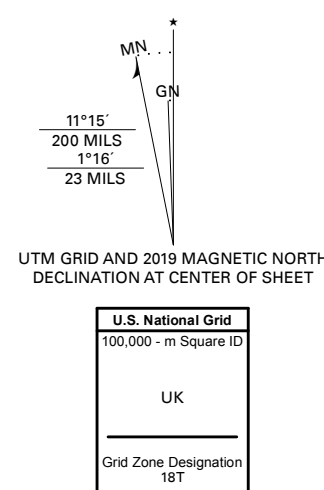 ★
MN
GN
11°15´
200 MILS
1°16´
23 MILS
UTM GRID AND 2019 MAGNETIC NORTH
DECLINATION AT CENTER OF SHEET
U.S. National Grid
100,000 - m Square ID
UK
Grid Zone Designation
18T